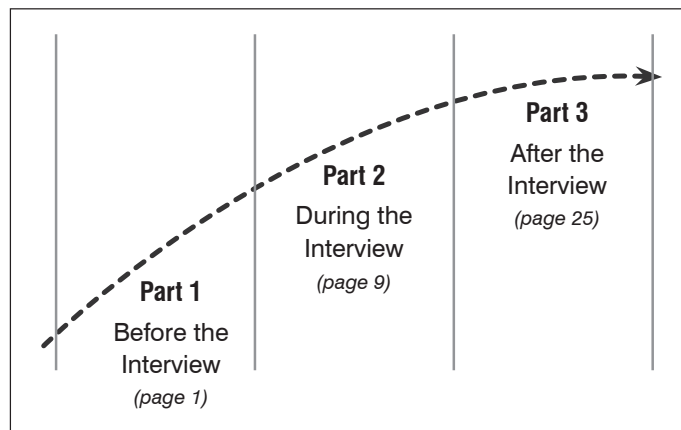 Part 1
Before the
Interview
(page 1)
Part 2
During the
Interview
(page 9)
Part 3
After the
Interview
(page 25)